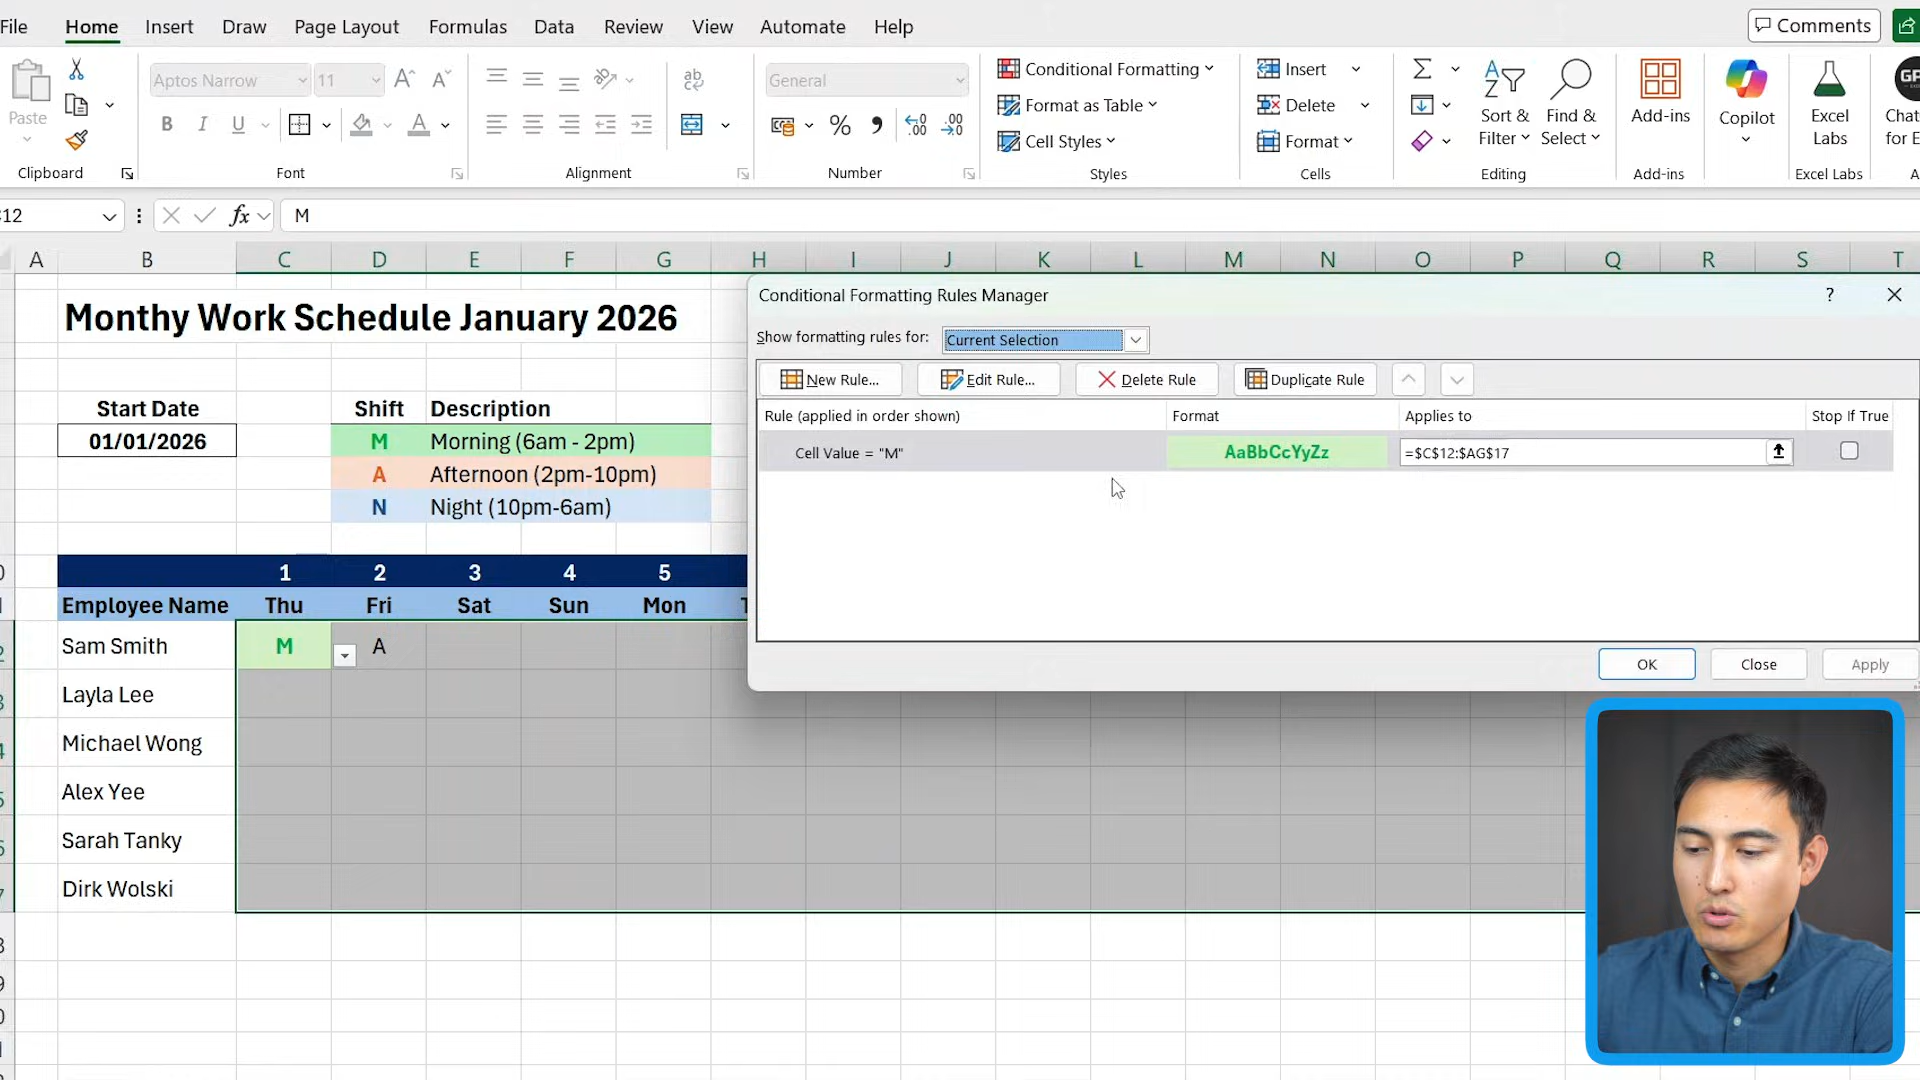 File Home Insert Draw Page Layout Formulas Data Review View Automate Help Comments
Paste Aptos Narrow 11 A A ab General Conditional Formatting Insert Sort & Filter Find & Select Add-ins Copilot Excel Labs
B I U A % , .00 Format as Table Delete
Cell Styles Format
Clipboard Font Alignment Number Styles Cells Editing Add-ins Excel Labs
12 fx M
A B C D E F G H I J K L M N O P Q R S T
Monthy Work Schedule January 2026
Start Date Shift Description
01/01/2026 M Morning (6am - 2pm)
A Afternoon (2pm-10pm)
N Night (10pm-6am)
1 2 3 4 5
Employee Name Thu Fri Sat Sun Mon
Sam Smith M A
Layla Lee
Michael Wong
Alex Yee
Sarah Tanky
Dirk Wolski
Conditional Formatting Rules Manager ?
Show formatting rules for: Current Selection
New Rule... Edit Rule... Delete Rule Duplicate Rule
Rule (applied in order shown) Format Applies to Stop If True
Cell Value = "M" AaBbCcYyZz =$C$12:$AG$17
OK Close Apply